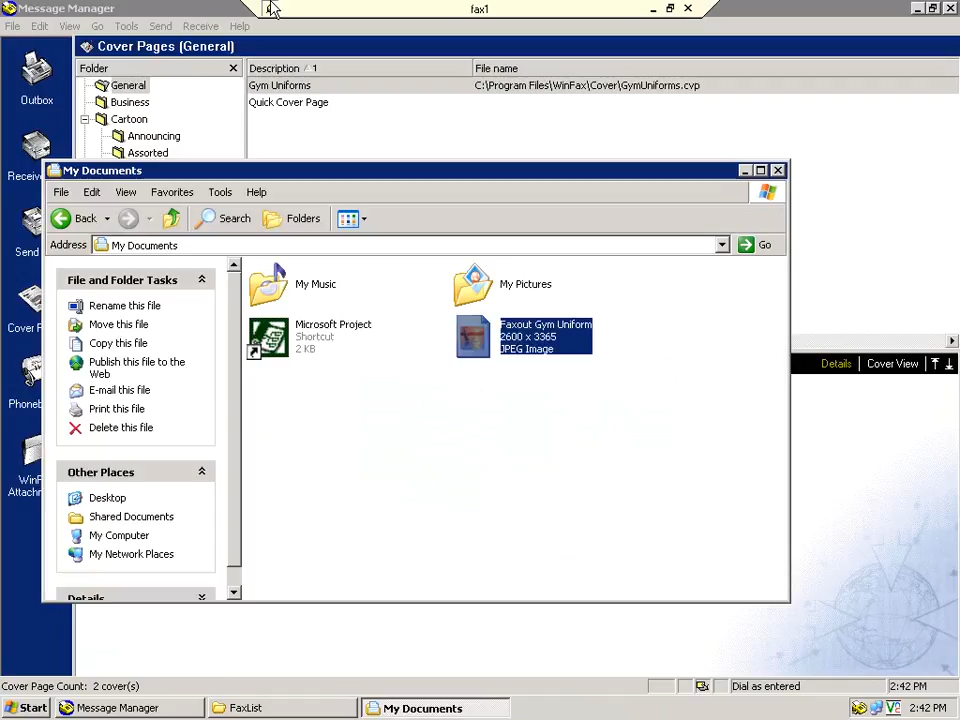 Message Manager
fax1
File Edit View Go Tools Send Receive Help
Cover Pages (General)
Folder
Description 1
File name
General
Gym Uniforms
C:\Program Files\WinFax\Cover\GymUniforms.cvp
Business
Quick Cover Page
Cartoon
Announcing
Assorted
Outbox
Send
Cover
My Documents
File Edit View Favorites Tools Help
Back
Search
Folders
Address
My Documents
Go
File and Folder Tasks
Rename this file
Move this file
Copy this file
Publish this file to the
Web
E-mail this file
Print this file
Delete this file
Other Places
Desktop
Shared Documents
My Computer
My Network Places
Details
My Music
My Pictures
Microsoft Project
Shortcut
2 KB
Faxout Gym Uniform
2600 x 3365
JPEG Image
Details
Cover View
Cover Page Count: 2 cover(s)
Dial as entered
2:42 PM
Start
Message Manager
FaxList
My Documents
V2
2:42 PM